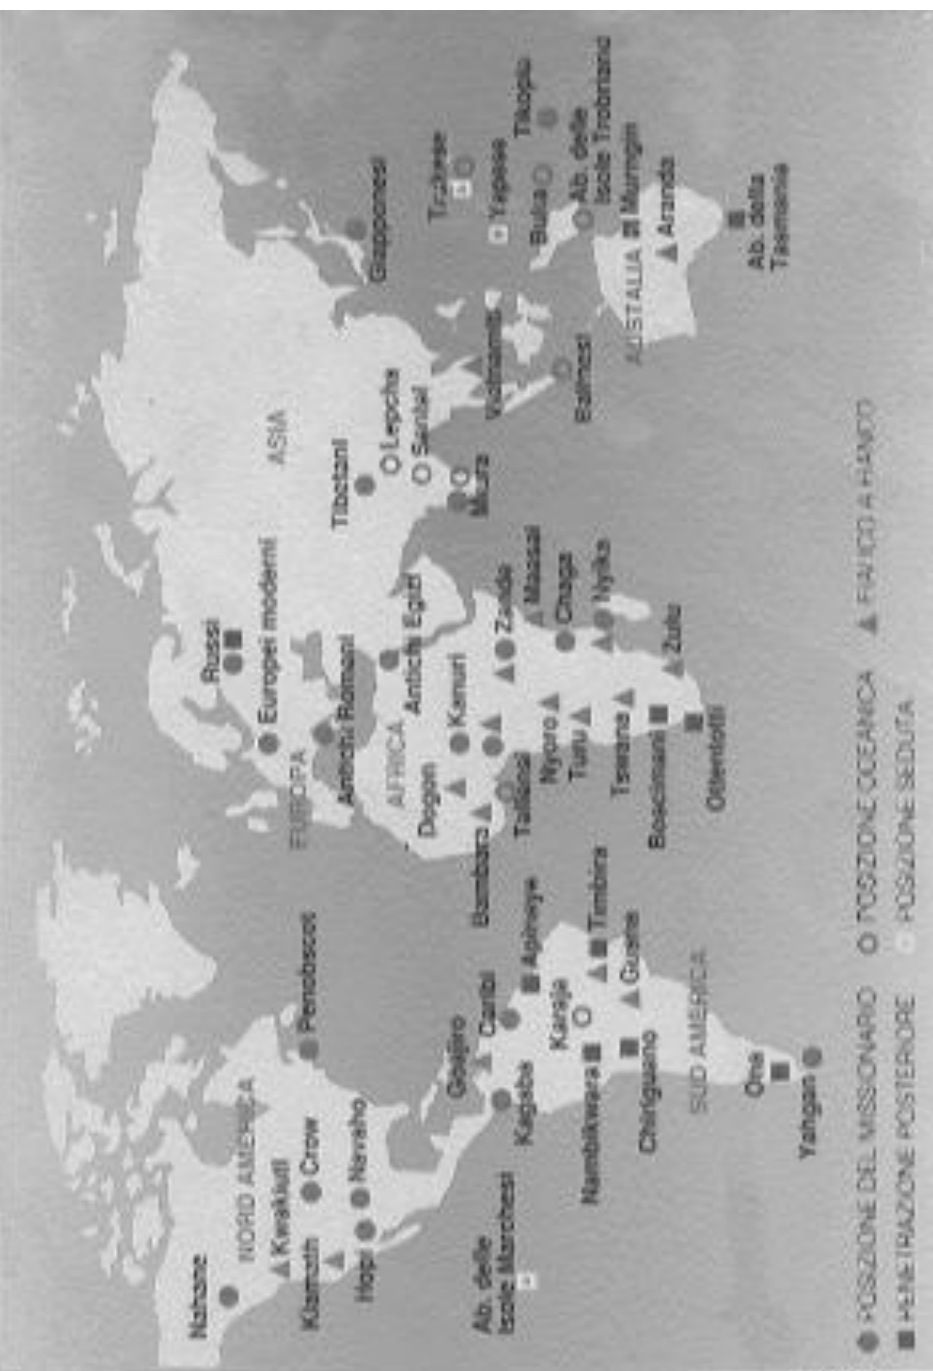 Nahane
NORD AMERICA
Kwakiutl
Klamath
Crow
Hopi
Navaho
Penobscot
Ab. delle
Isole Marchesi
Goajiro
Caribi
Kagaba
Apinaye
Karaja
Nambikwara
Timbira
Chiriguano
SUD AMERICA
Ona
Yahgan
Russi
Europei moderni
EUROPA
Antichi Romani
AFRICA
Antichi Egizi
Dogon
Kanuri
Bambara
Tallensi
Zande
Nyoro
Masai
Turu
Chaga
Tswana
Nyika
Boscimani
Zulu
Ottentotti
ASIA
Tibetani
Lepcha
Santal
Giapponesi
Trukese
Yapese
Tikopia
Buka
Ab. delle
Isole Trobriand
Balinesi
AUSTALIA
Murngin
Aranda
Ab. della
Tasmania
POSIZIONE DEL MISSIONARIO
POSIZIONE OCEANICA
FIANCO A FIANCO
PENETRAZIONE POSTERIORE
POSIZIONE SEDUTA